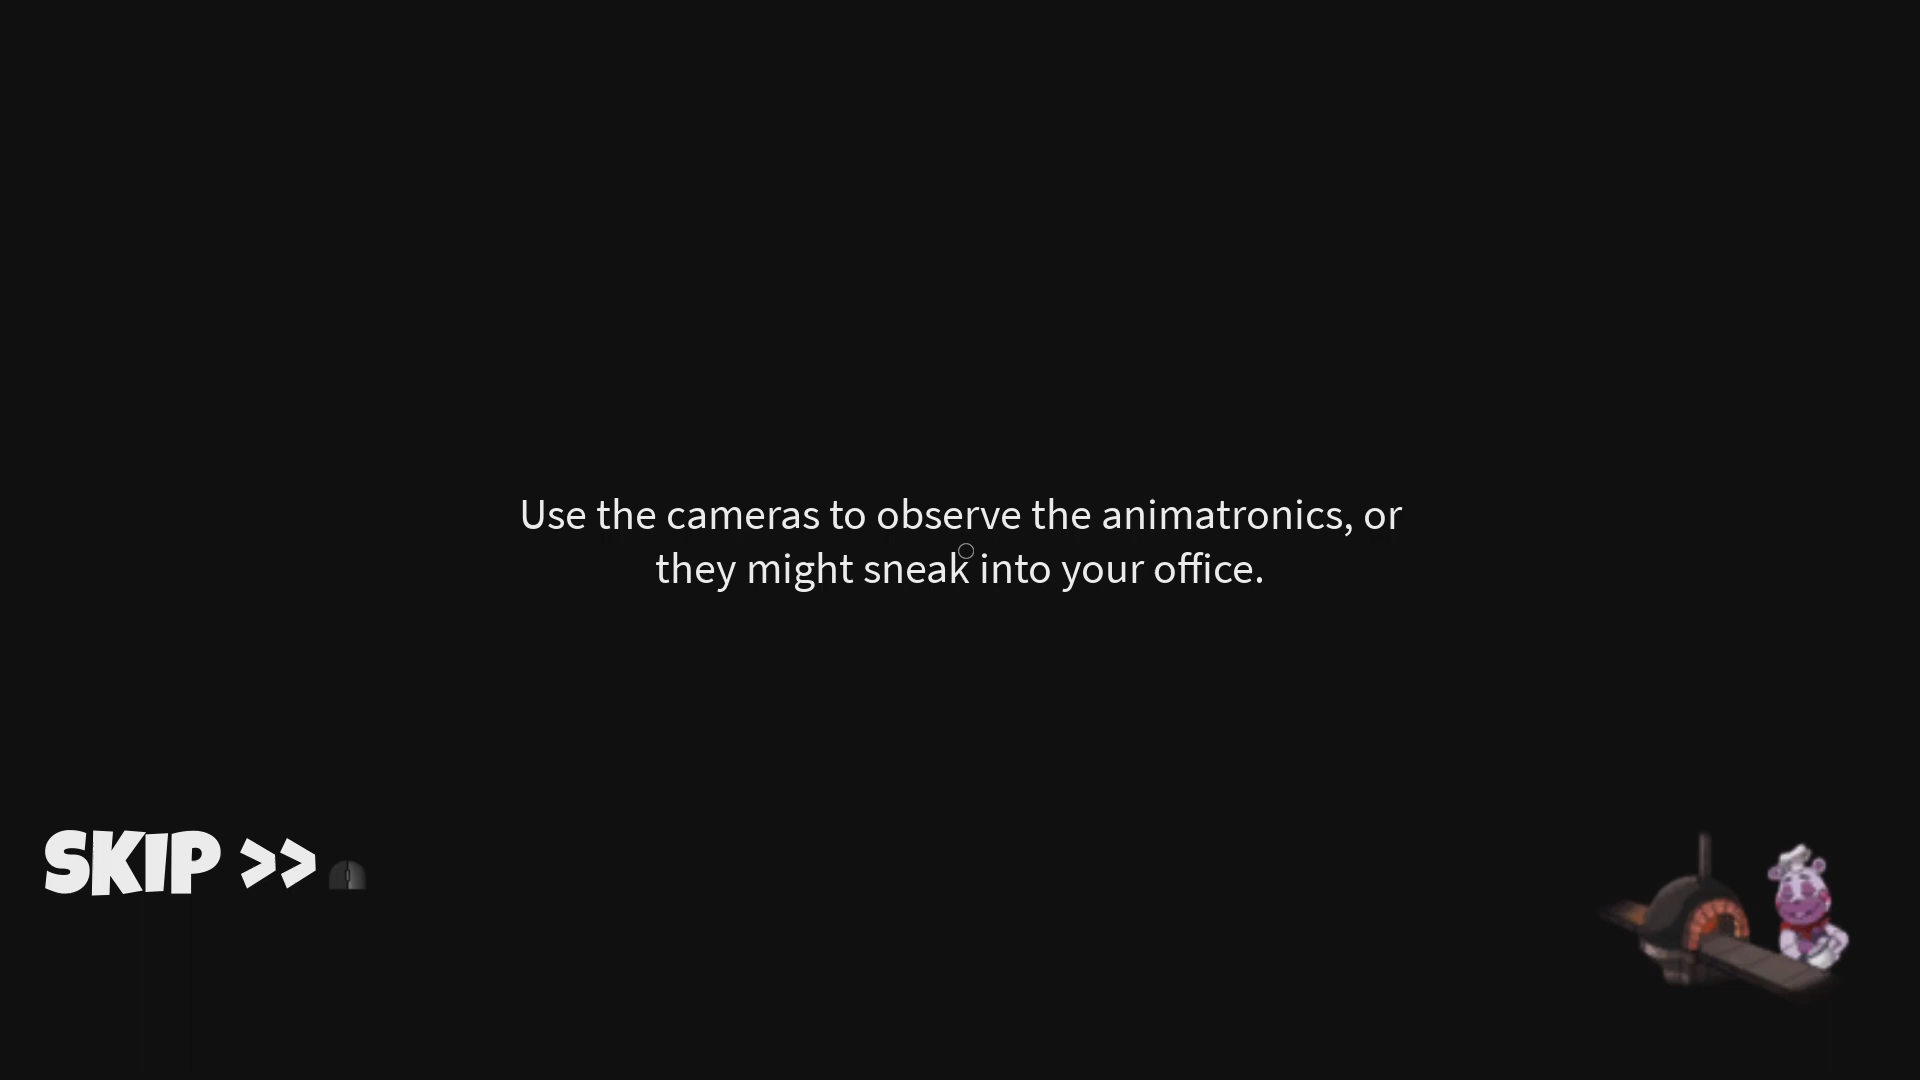 Use the cameras to observe the animatronics, or
they might sneak into your office.
SKIP >>